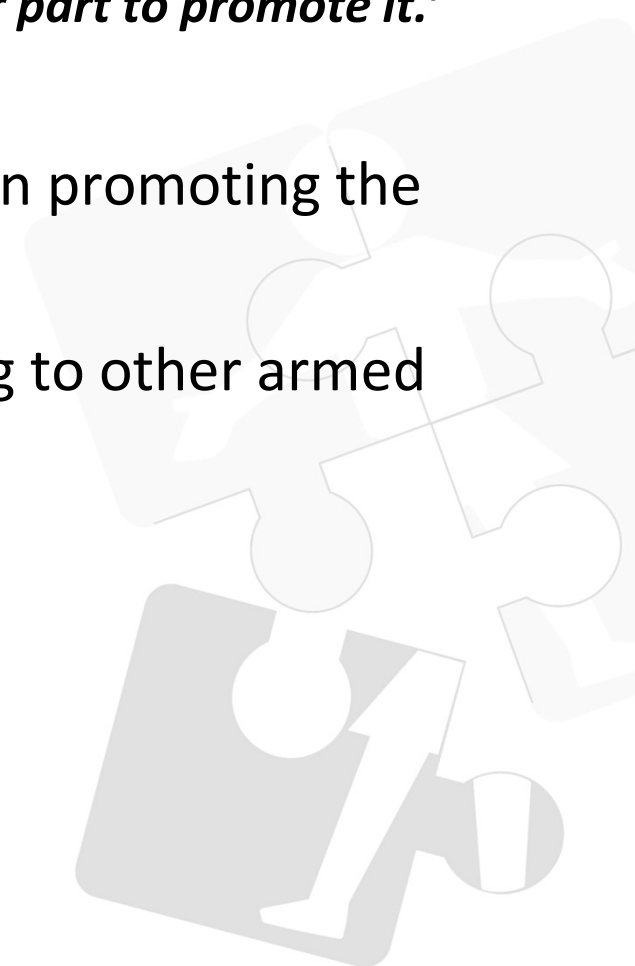 part to promote it.'
n promoting the
g to other armed